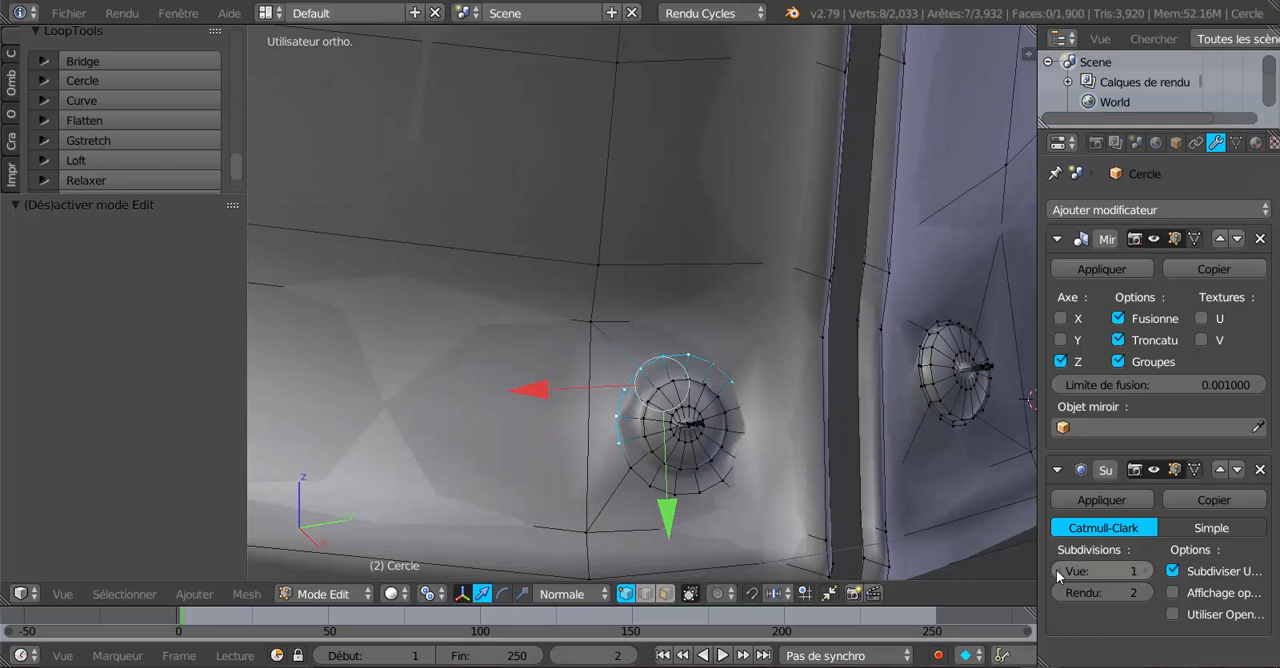 Fichier Rendu Fenêtre Aide Default Scene Rendu Cycles v2.79 | Verts:8/2,033 | Arêtes:7/3,932 | Faces:0/1,900 | Tris:3,920 | Mem:52.16M | Cercle
LoopTools
Bridge
Cercle
Curve
Flatten
Gstretch
Loft
Relaxer
(Dés)activer mode Edit
C
Omb
O
Cra
Impr
Utilisateur ortho.
z
y
x
(2) Cercle
Vue Chercher Toutes les scèn
Scene
Calques de rendu
World
Cercle
Ajouter modificateur
Mir
Appliquer Copier
Axe : Options : Textures :
X Fusionne U
Y Troncatu V
Z Groupes
Limite de fusion: 0.001000
Objet miroir :
Su
Appliquer Copier
Catmull-Clark Simple
Subdivisions : Options :
Vue: 1 Subdiviser U...
Rendu: 2 Affichage op...
Utiliser Open...
Vue Sélectionner Ajouter Mesh Mode Edit Normale
-50 0 50 100 150 200 250
Vue Marqueur Frame Lecture Début: 1 Fin: 250 2 Pas de synchro